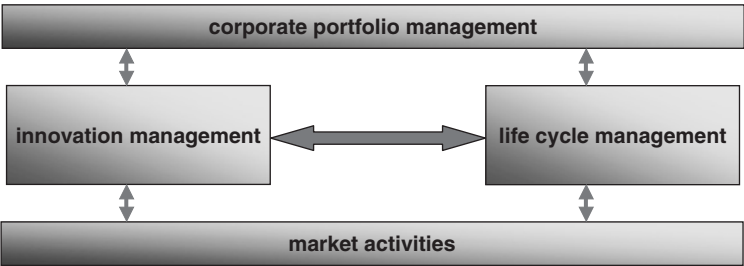 corporate portfolio management
innovation management
life cycle management
market activities